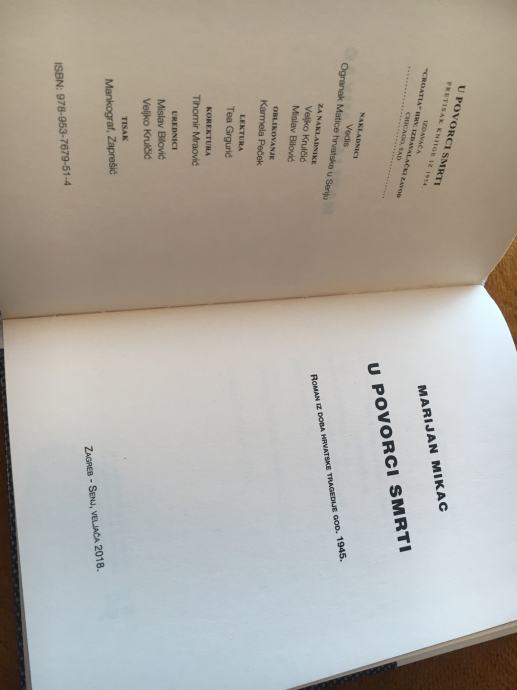 U POVORCI SMRTI
PRETISAK KNJIGE IZ 1954.
IZDAVAČA
"CROATIA" - HRV. IZDAVALAČKI ZAVOD
CHICAGO, SAD
NAKLADNICI
Vedis
Ogranak Matice hrvatske u Senju
ZA NAKLADNIKE
Veljko Krulčić
Mislav Bilović
OBLIKOVANJE
Karmela Peček
LEKTURA
Tea Grgurić
KOREKTURA
Tihomir Mraović
UREDNICI
Mislav Bilović
Veljko Krulčić
TISAK
Mankograf, Zaprešić
ISBN: 978-953-7679-51-4
MARIJAN MIKAC
U POVORCI SMRTI
ROMAN IZ DOBA HRVATSKE TRAGEDIJE GOD. 1945.
ZAGREB - SENJ, VELJAČA 2018.